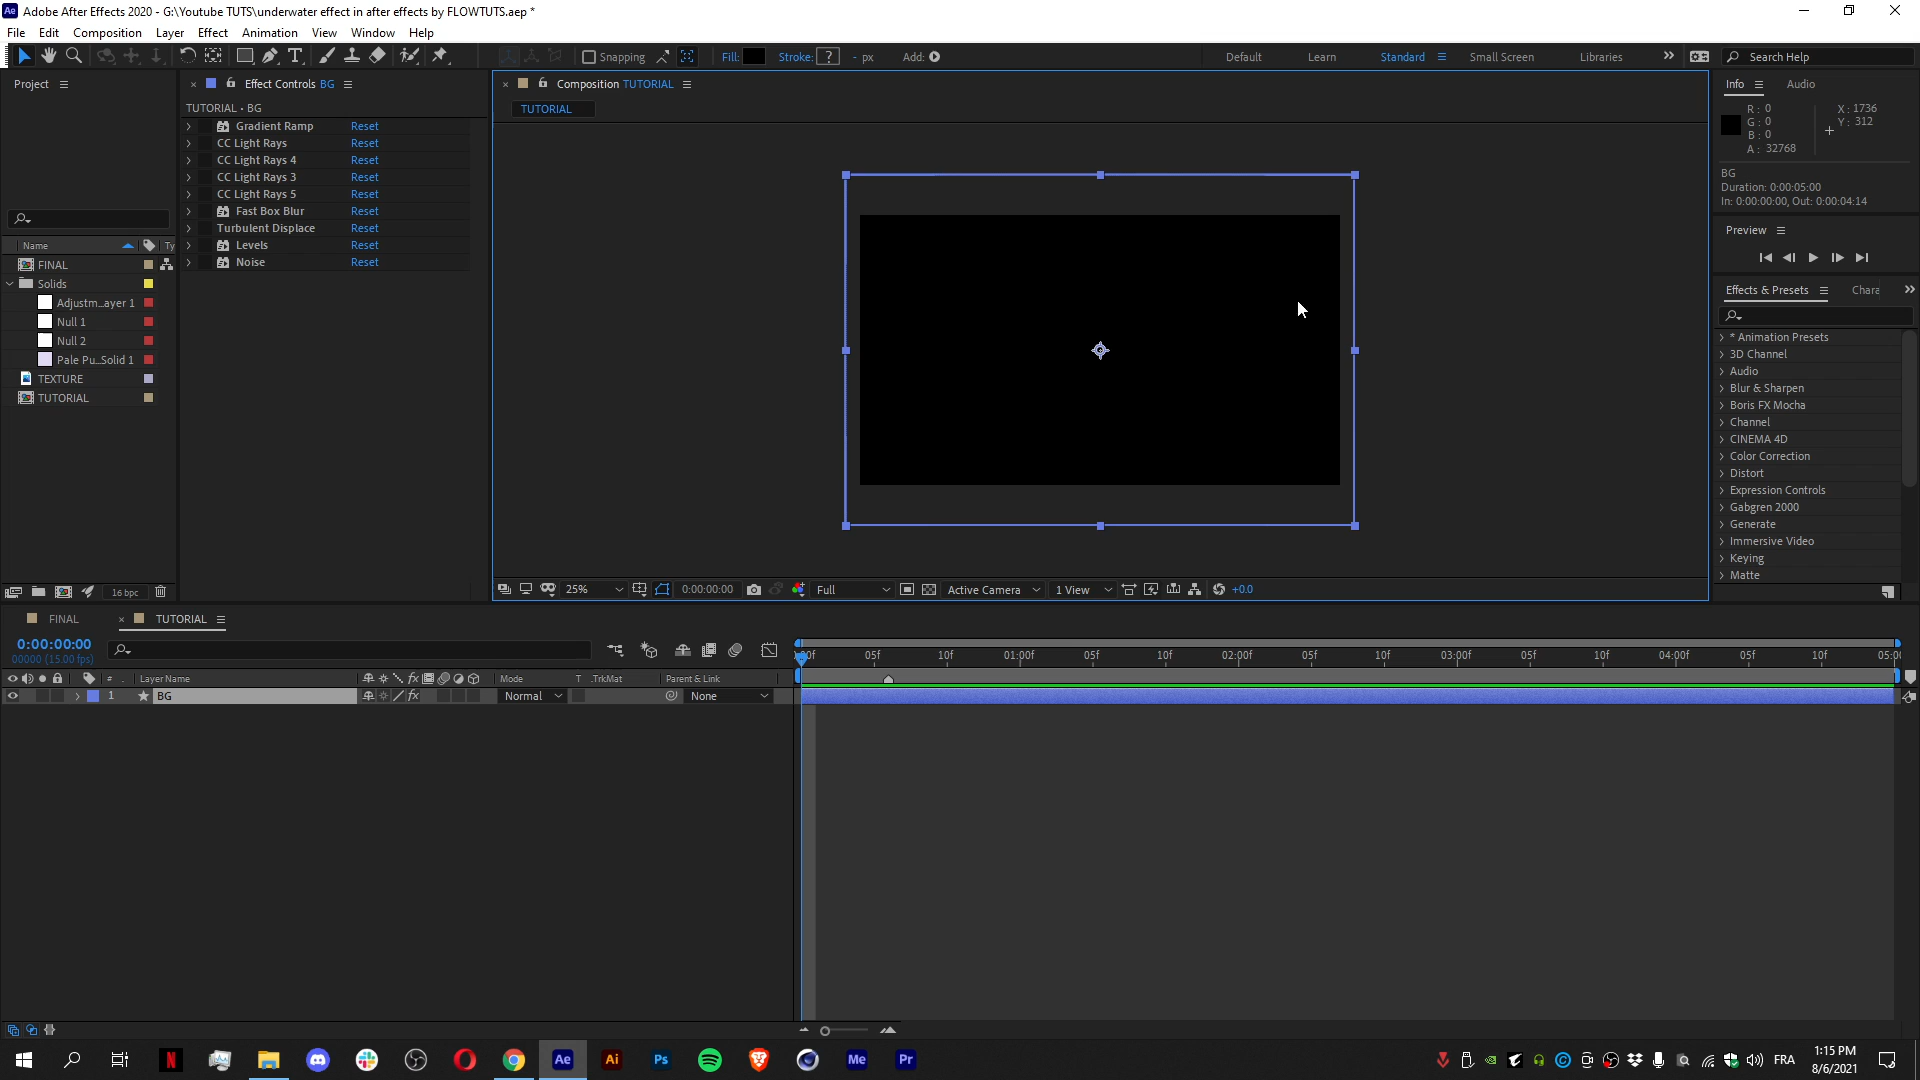 Adobe After Effects 2020 - G:\Youtube TUTS\underwater effect in after effects by FLOWTUTS.aep *
File Edit Composition Layer Effect Animation View Window Help
Snapping Fill: Stroke: ? - px Add: Default Learn Standard Small Screen Libraries Search Help
Project
Effect Controls BG
TUTORIAL • BG
Gradient Ramp Reset
CC Light Rays Reset
CC Light Rays 4 Reset
CC Light Rays 3 Reset
CC Light Rays 5 Reset
Fast Box Blur Reset
Turbulent Displace Reset
Levels Reset
Noise Reset
Name Ty
FINAL
Solids
Adjustm...ayer 1
Null 1
Null 2
Pale Pu...Solid 1
TEXTURE
TUTORIAL
16 bpc
Composition TUTORIAL
TUTORIAL
25% 0:00:00:00 Full Active Camera 1 View +0.0
Info Audio
R: 0 X: 1736
G: 0 Y: 312
B: 0
A: 32768
BG
Duration: 0:00:05:00
In: 0:00:00:00, Out: 0:00:04:14
Preview
Effects & Presets Chara
* Animation Presets
3D Channel
Audio
Blur & Sharpen
Boris FX Mocha
Channel
CINEMA 4D
Color Correction
Distort
Expression Controls
Gabgren 2000
Generate
Immersive Video
Keying
Matte
FINAL TUTORIAL
0:00:00:00
00000 (15.00 fps)
05f 10f 01:00f 05f 10f 02:00f 05f 10f 03:00f 05f 10f 04:00f 05f 10f 05:0
# Layer Name fx Mode T .TrkMat Parent & Link
1 BG fx Normal None
N Ae Ai Ps Me Pr FRA
1:15 PM
8/6/2021